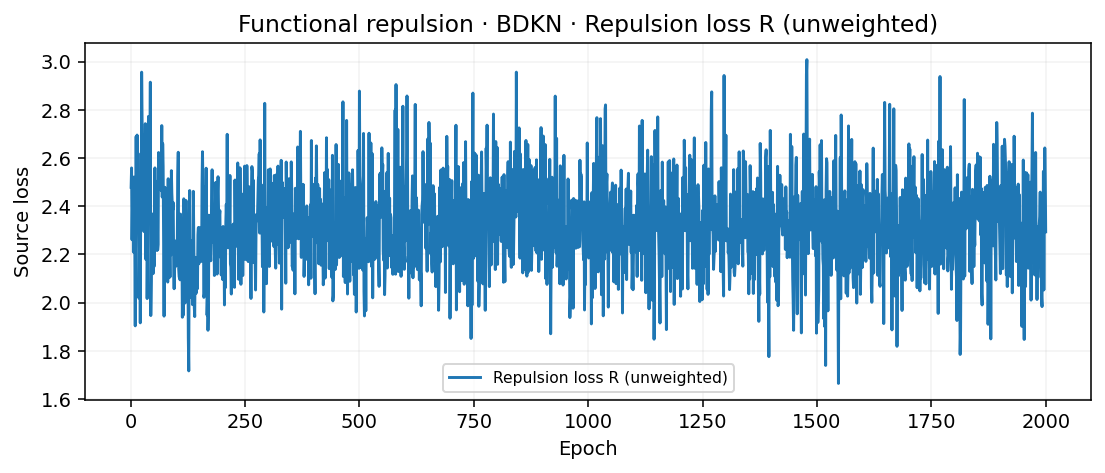 Functional repulsion · BDKN · Repulsion loss R (unweighted)
Source loss
3.0
2.8
2.6
2.4
2.2
2.0
1.8
1.6
Repulsion loss R (unweighted)
0 250 500 750 1000 1250 1500 1750 2000
Epoch